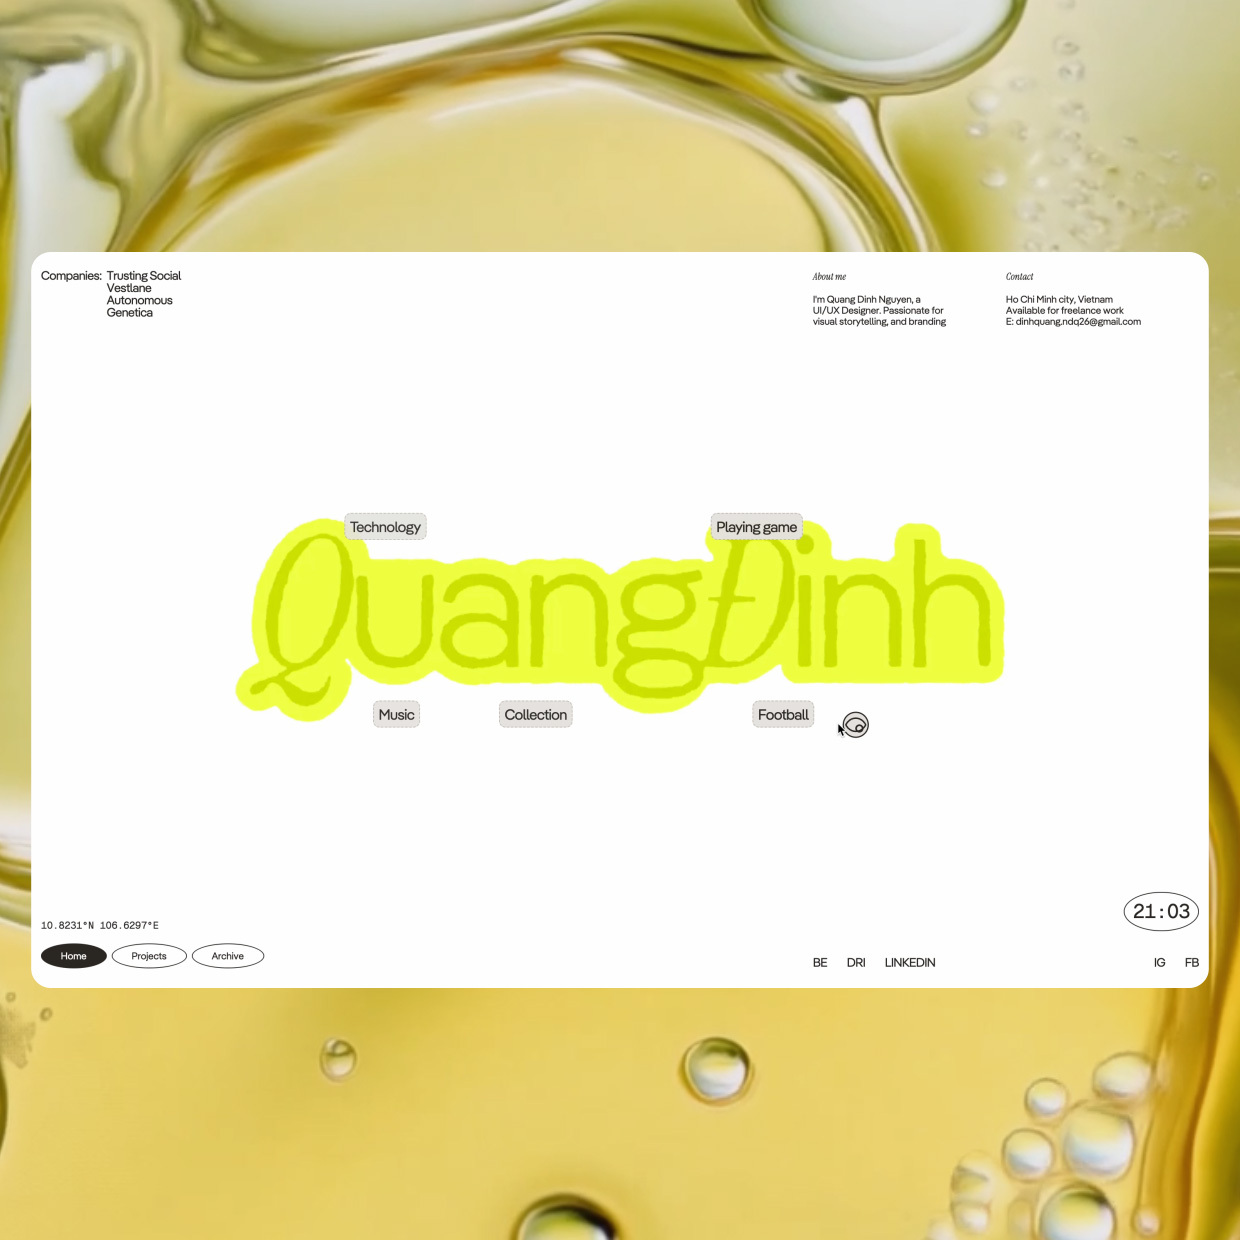 Companies: Trusting Social
Vestlane
Autonomous
Genetica
About me
I'm Quang Dinh Nguyen, a
UI/UX Designer. Passionate for
visual storytelling, and branding
Contact
Ho Chi Minh city, Vietnam
Available for freelance work
E: dinhquang.ndq26@gmail.com
Technology
Playing game
QuangĐinh
Music
Collection
Football
10.8231°N 106.6297°E
21:03
Home
Projects
Archive
BE
DRI
LINKEDIN
IG
FB